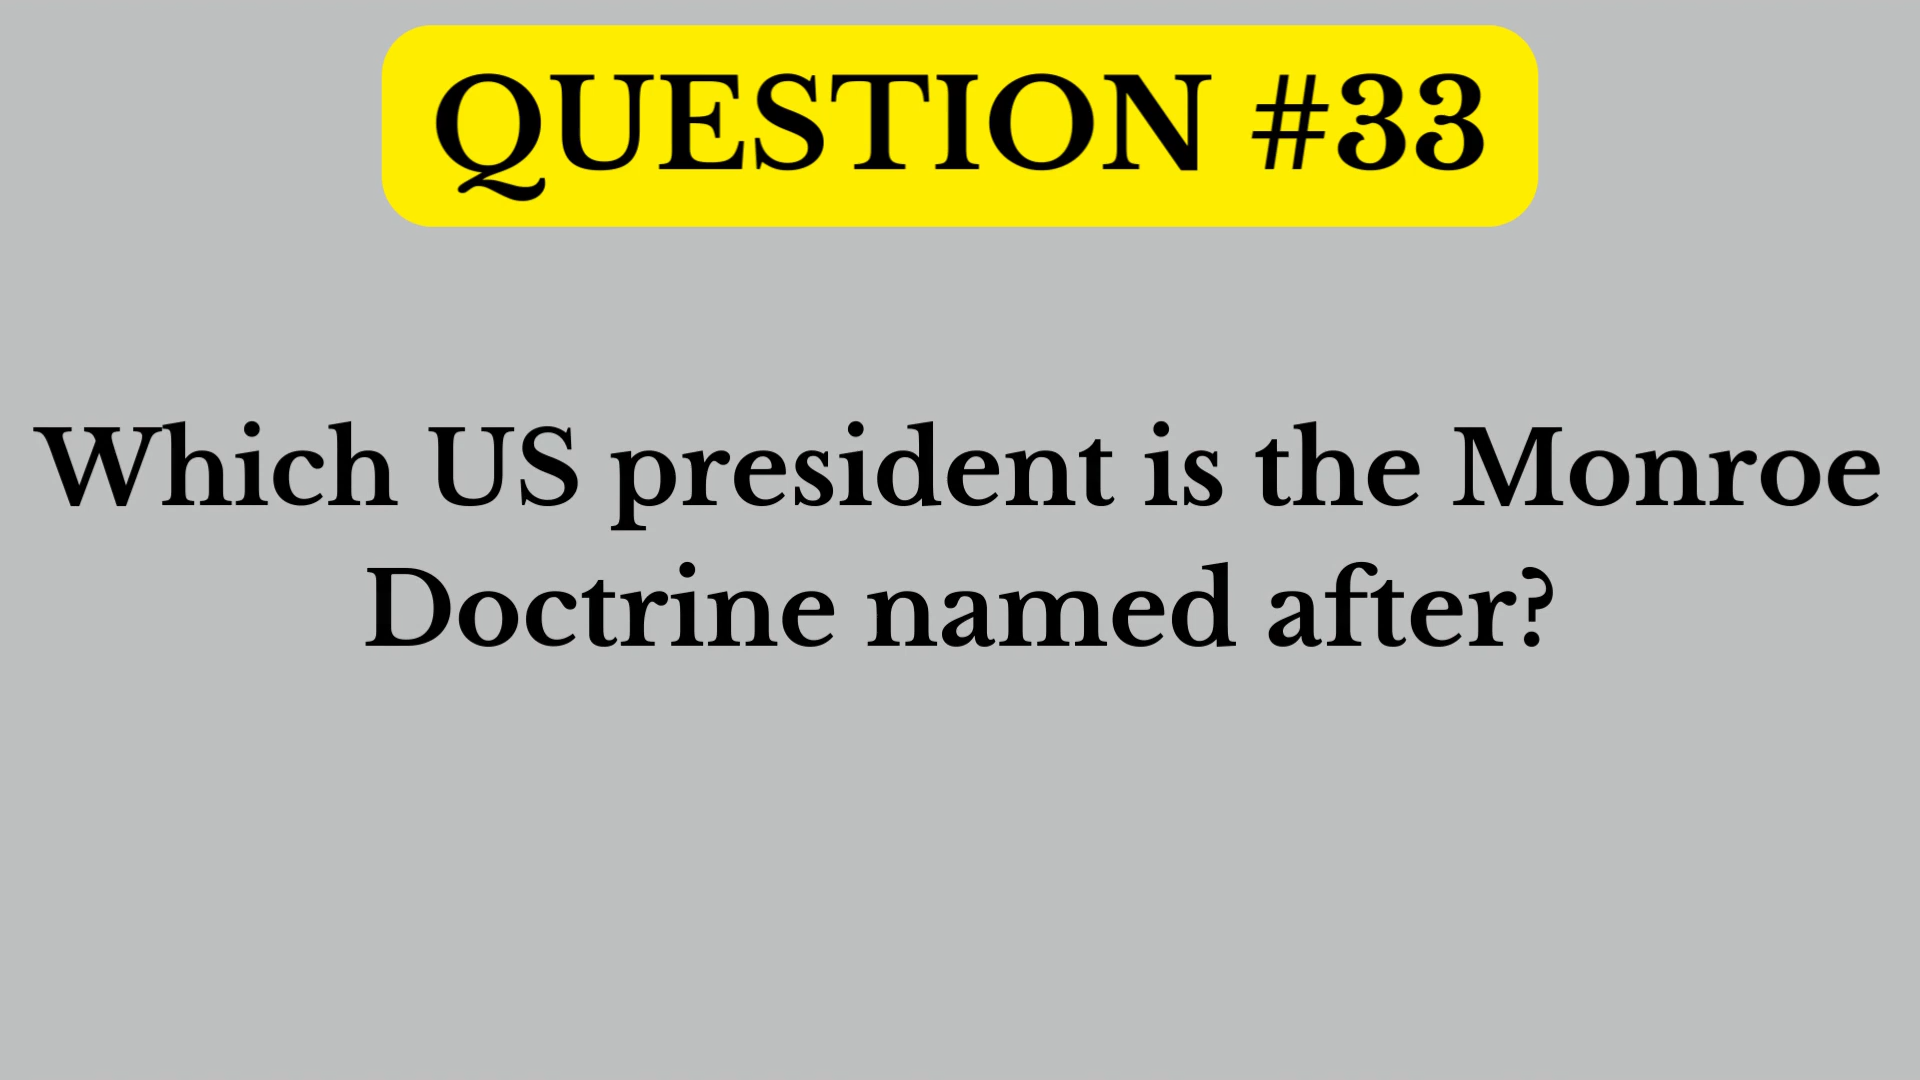 QUESTION #33
Which US president is the Monroe
Doctrine named after?